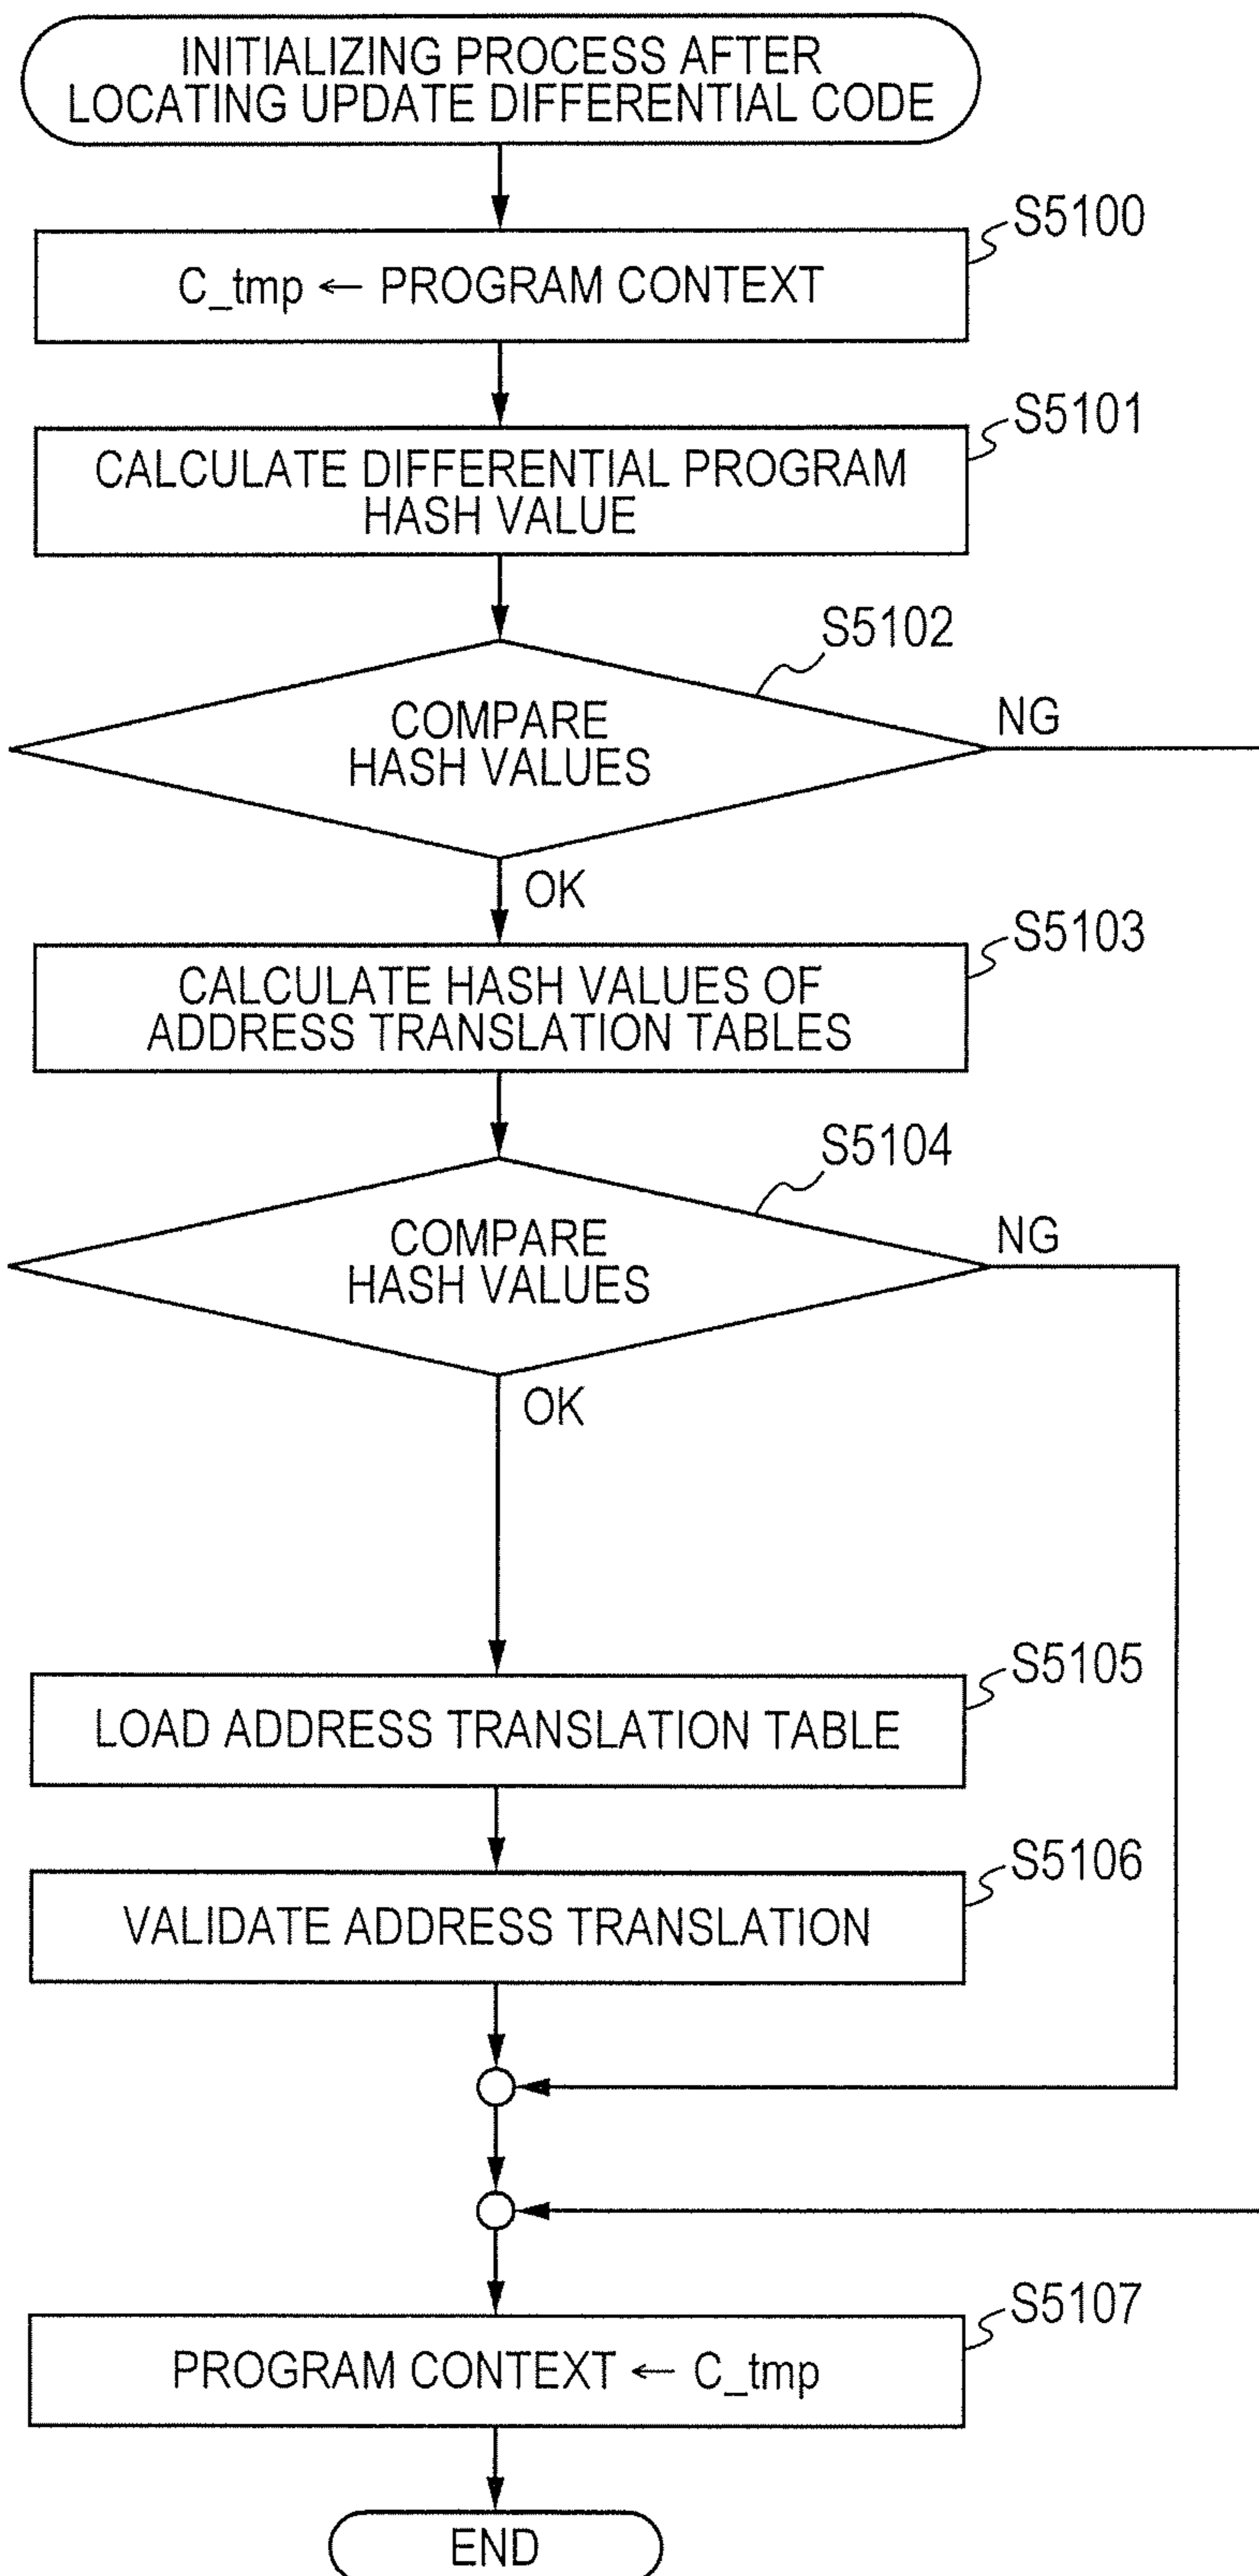 INITIALIZING PROCESS AFTER
LOCATING UPDATE DIFFERENTIAL CODE
S5100
C_tmp ← PROGRAM CONTEXT
S5101
CALCULATE DIFFERENTIAL PROGRAM
HASH VALUE
S5102
COMPARE
HASH VALUES
NG
OK
S5103
CALCULATE HASH VALUES OF
ADDRESS TRANSLATION TABLES
S5104
COMPARE
HASH VALUES
NG
OK
S5105
LOAD ADDRESS TRANSLATION TABLE
S5106
VALIDATE ADDRESS TRANSLATION
S5107
PROGRAM CONTEXT ← C_tmp
END